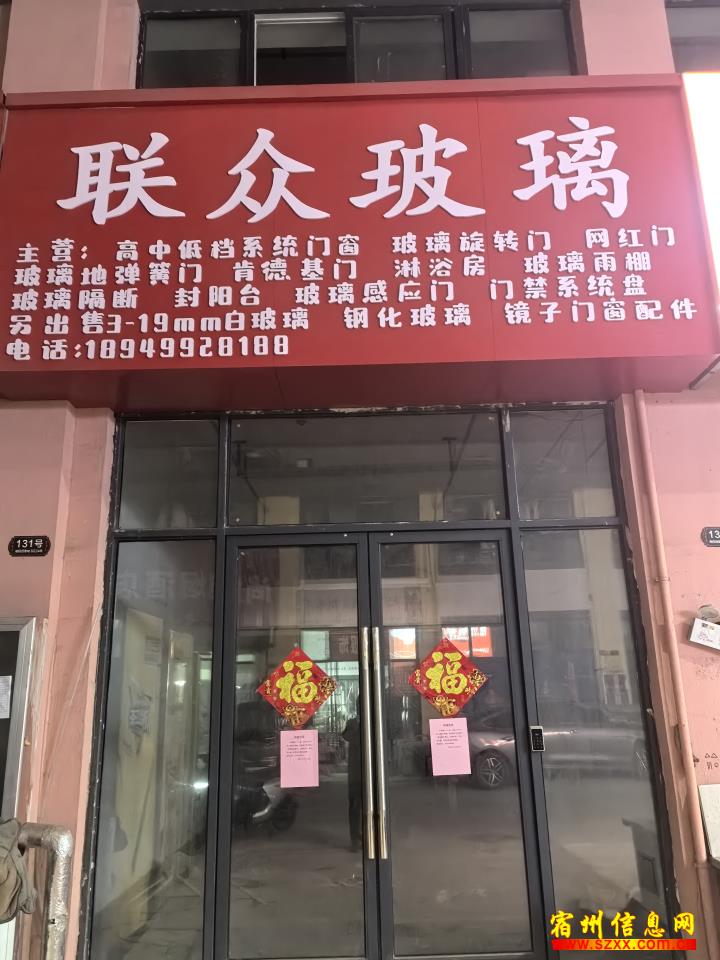 联众玻璃
主营：高中低档系统门窗 玻璃旋转门 网红门
玻璃地弹簧门 肯德基门 淋浴房 玻璃雨棚
玻璃隔断 封阳台 玻璃感应门 门禁系统盘
另出售3-19mm白玻璃 钢化玻璃 镜子门窗配件
电话:18949928188
131号
福
福
宿州信息网
www.szxx.com.cn